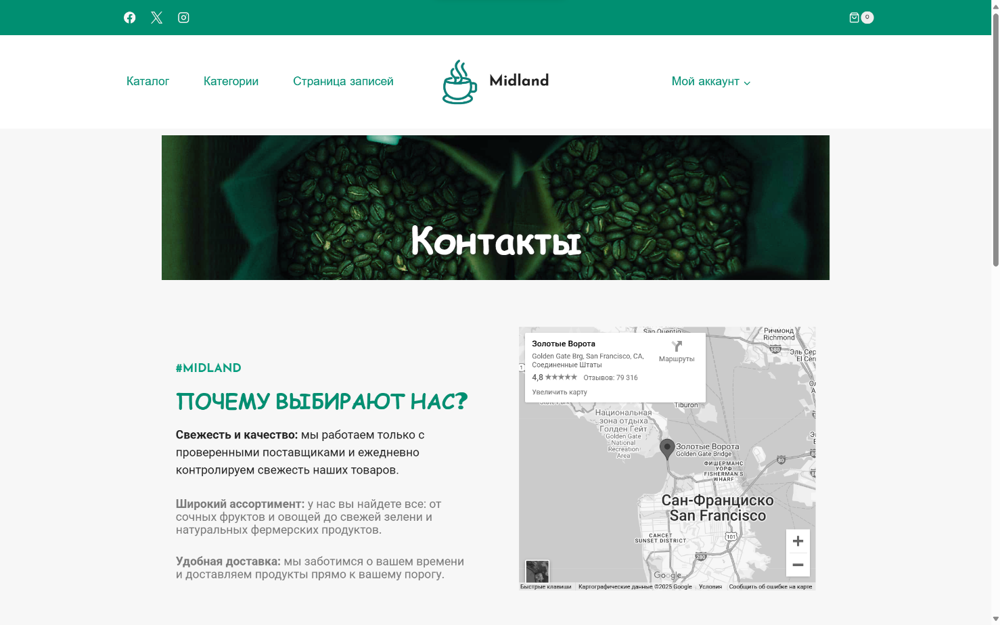 0
Каталог
Категории
Страница записей
Midland
Мой аккаунт
Контакты
#MIDLAND
ПОЧЕМУ ВЫБИРАЮТ НАС?
Свежесть и качество: мы работаем только с
проверенными поставщиками и ежедневно
контролируем свежесть наших товаров.
Широкий ассортимент: у нас вы найдете все: от
сочных фруктов и овощей до свежей зелени и
натуральных фермерских продуктов.
Удобная доставка: мы заботимся о вашем времени
и доставляем продукты прямо к вашему порогу.
San Quentin
Ричмонд
Richmond
580
Золотые Ворота
Golden Gate Brg, San Francisco, CA,
Соединенные Штаты
4,8
Отзывов: 79 316
Увеличить карту
Маршруты
Эль Сер
El Cer
1
State Park
Tiburon
Национальная
зона отдыха
Голден Гейт
Golden Gate
National
Recreation
Area
Золотые Ворота
Golden Gate Bridge
ФИШЕРМАНС
УОРФ
FISHERMAN S
WHARF
80
Сан-Франциско
San Francisco
САНСЕТ
SUNSET DISTRICT
101
280
Google
Быстрые клавиши
Картографические данные ©2025 Google
Условия
Сообщить об ошибке на карте